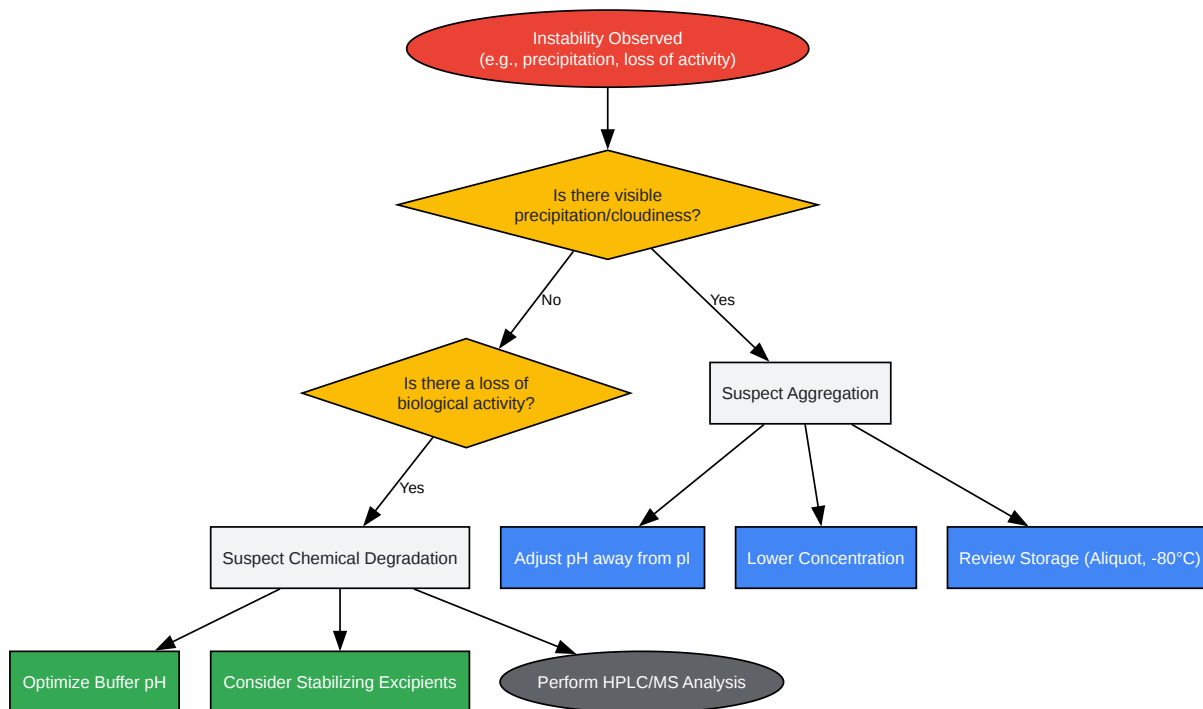 Instability Observed
(e.g., precipitation, loss of activity)
Is there visible
precipitation/cloudiness?
No
Yes
Is there a loss of
biological activity?
Suspect Aggregation
Yes
Suspect Chemical Degradation
Adjust pH away from pI
Lower Concentration
Review Storage (Aliquot, -80°C)
Optimize Buffer pH
Consider Stabilizing Excipients
Perform HPLC/MS Analysis